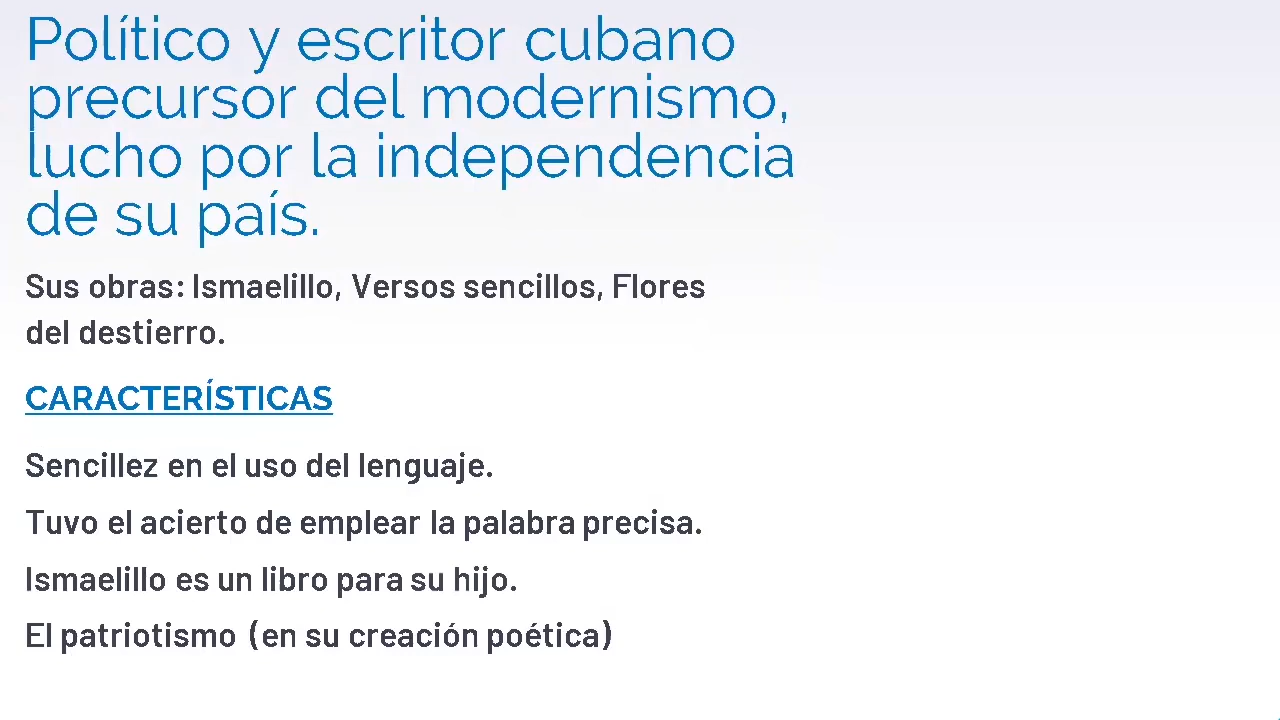 Político y escritor cubano
precursor del modernismo,
lucho por la independencia
de su país.
Sus obras: Ismaelillo, Versos sencillos, Flores
del destierro.
CARACTERÍSTICAS
Sencillez en el uso del lenguaje.
Tuvo el acierto de emplear la palabra precisa.
Ismaelillo es un libro para su hijo.
El patriotismo (en su creación poética)